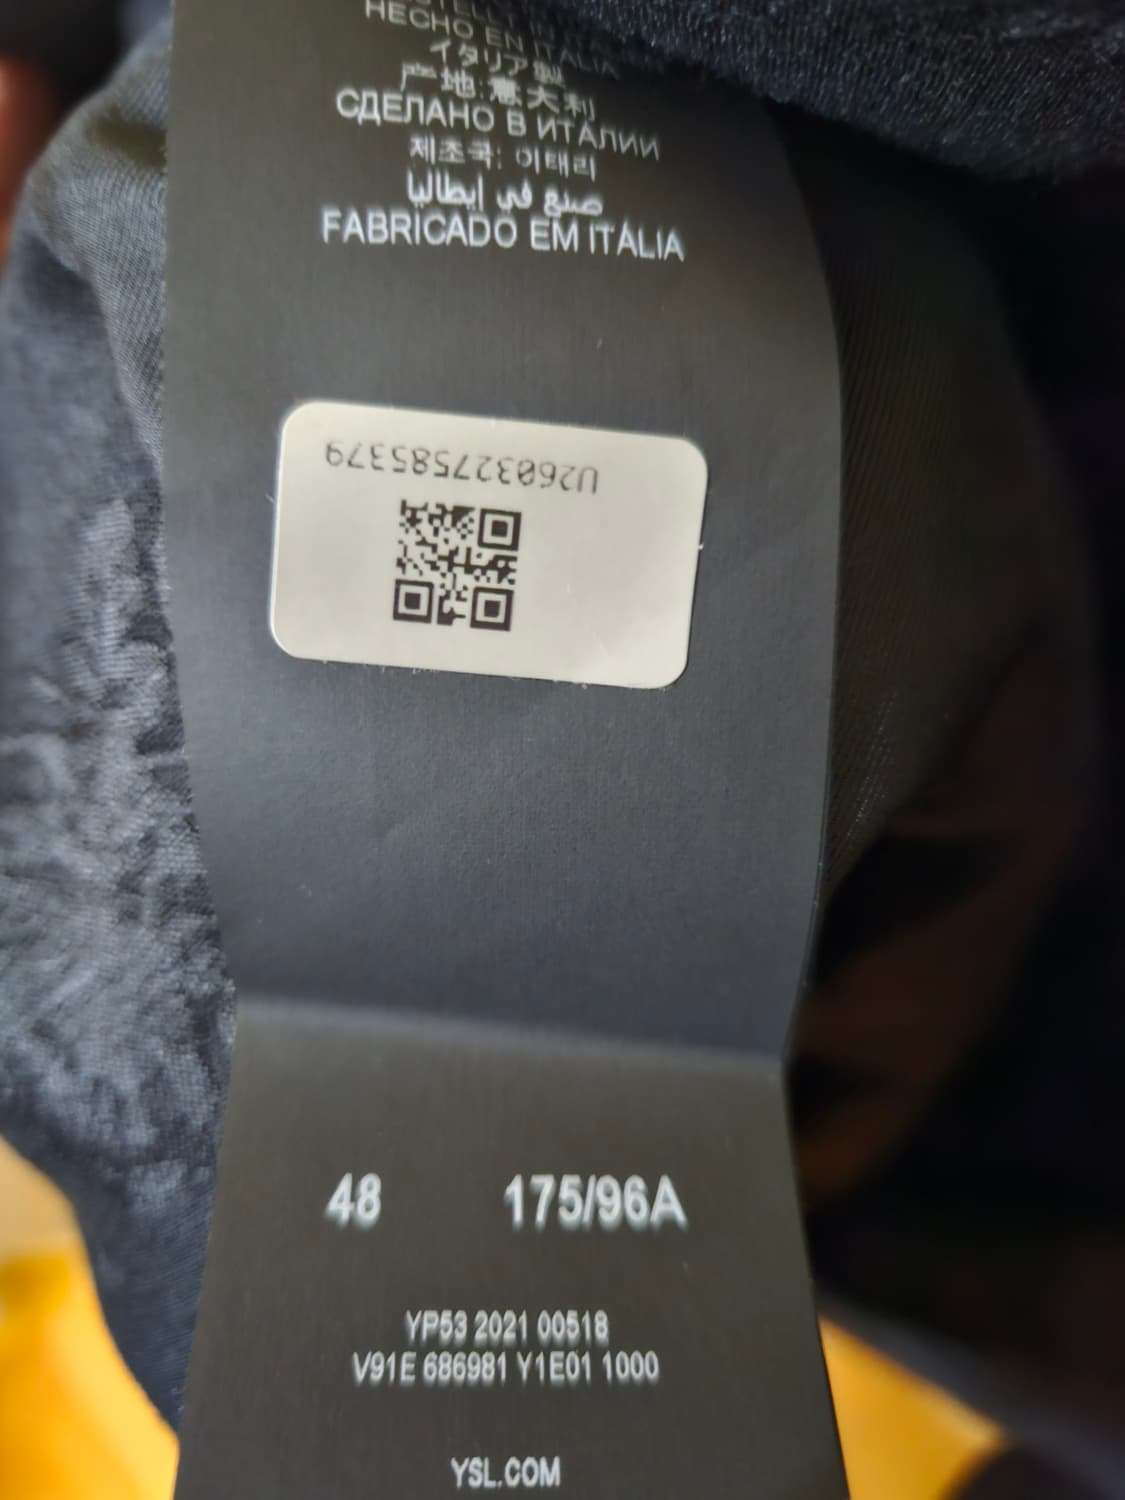 HECHO EN ITALIA
イタリア製
产地:意大利
СДЕЛАНО В ИТАЛИИ
제조국: 이태리
صنع في إيطاليا
FABRICADO EM ITÁLIA
U2603277585379
48 175/96A
YP53 2021 00518
V91E 686981 Y1E01 1000
YSL.COM